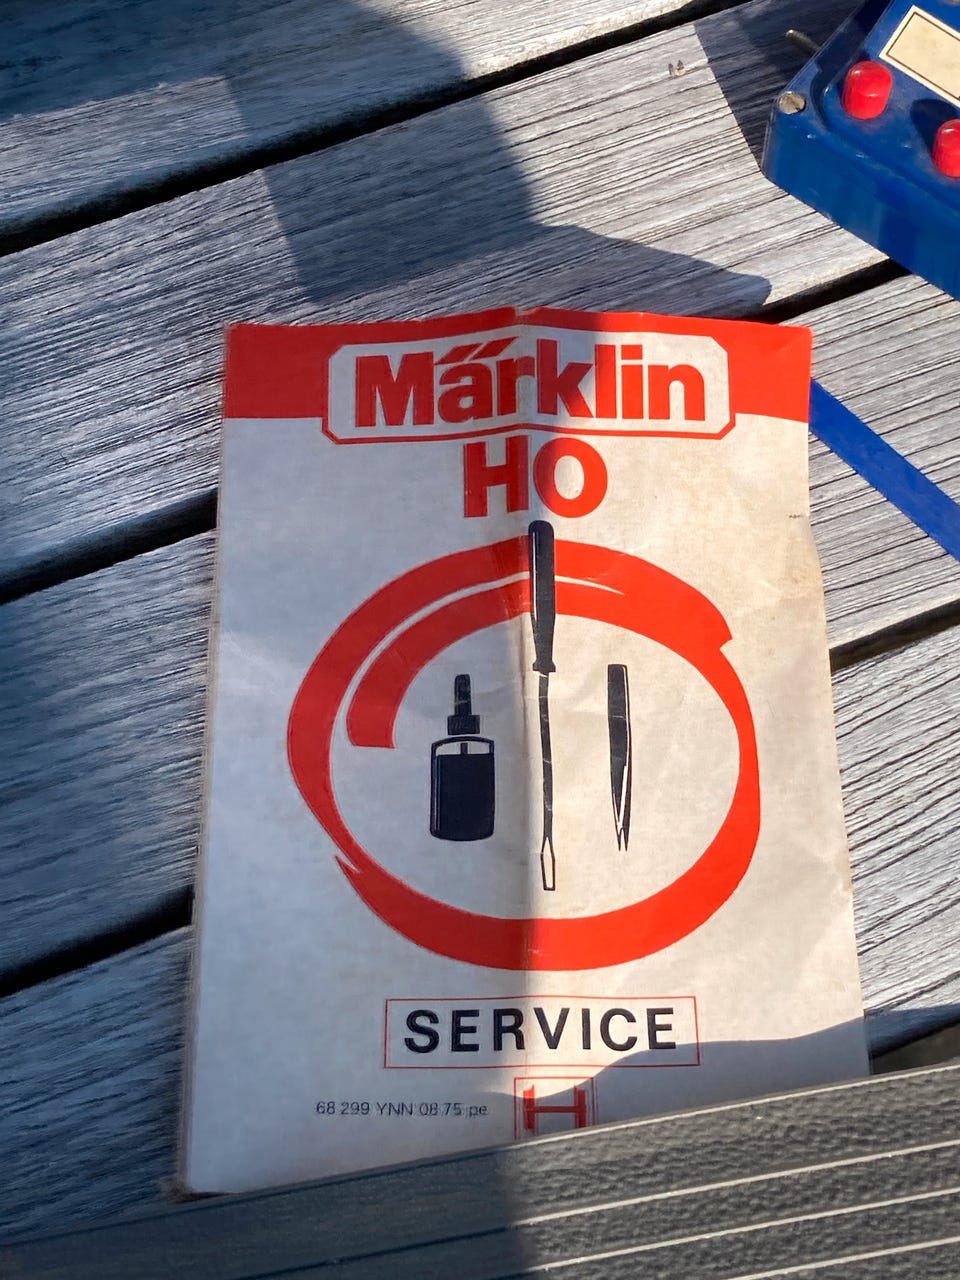 Märklin
HO
SERVICE
68 299 YNN 08 75 pe
H